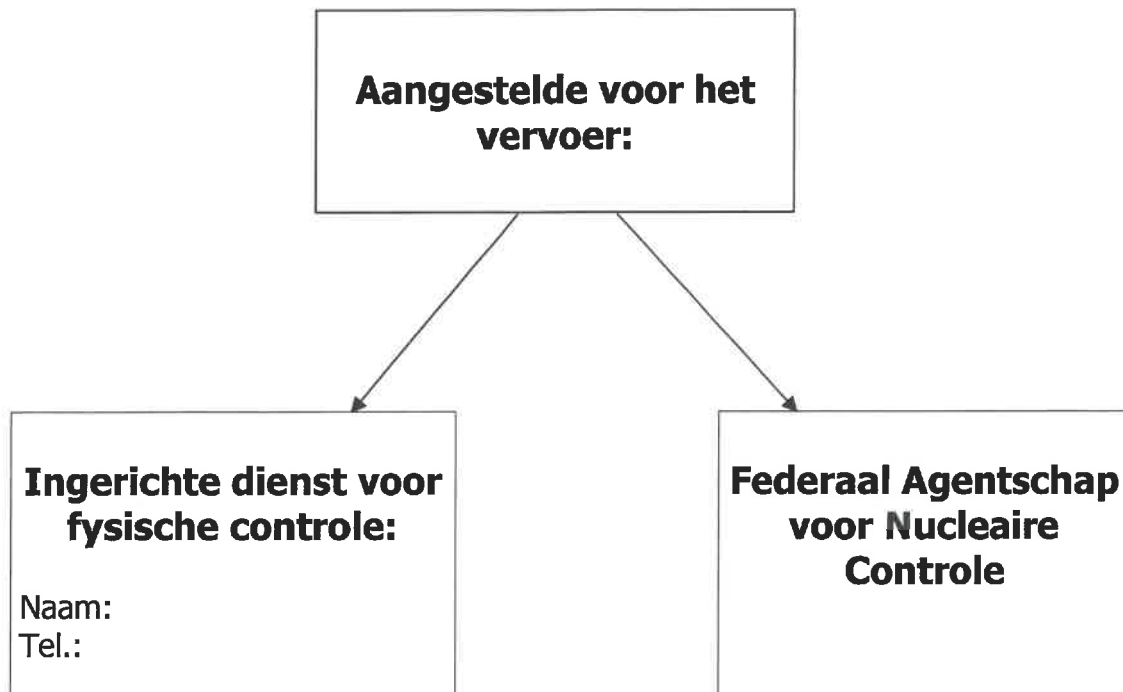 Aangestelde voor het
vervoer:
Ingerichte dienst voor
fysische controle:
Naam:
Tel.:
Federaal Agentschap
voor Nucleaire
Controle